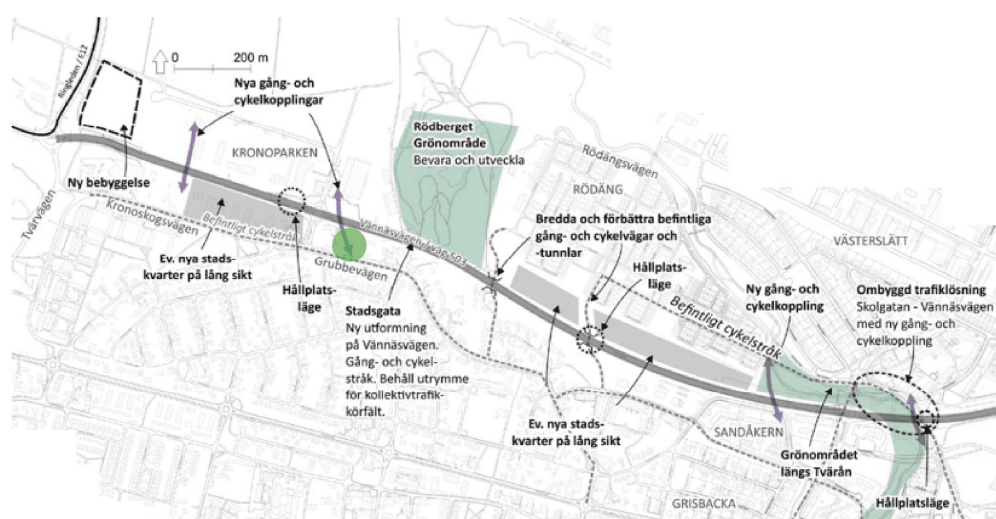 0 200 m
Ringleden / E12
Nya gång- och
cykelkopplingar
KRONOPARKEN
Ny bebyggelse
Tvärvägen
Kronoskogsvägen
Befintligt cykelstråk
Ev. nya stads-
kvarter på lång sikt
Hållplats-
läge
Grubbevägen
Vännäsvägen / väg 503
Stadsgata
Ny utformning
på Vännäsvägen.
Gång- och cykel-
stråk. Behåll utrymme
för kollektivtrafik-
körfält.
Rödberget
Grönområde
Bevara och utveckla
Rödängsvägen
RÖDÄNG
Bredda och förbättra befintliga
gång- och cykelvägar och
-tunnlar
Hållplats-
läge
Befintligt cykelstråk
VÄSTERSLÄTT
Ny gång- och
cykelkoppling
Ombyggd trafiklösning
Skolgatan - Vännäsvägen
med ny gång- och
cykelkoppling
Ev. nya stads-
kvarter på lång sikt
SANDÅKERN
Grönområdet
längs Tvärån
GRISBACKA
Hållplatsläge